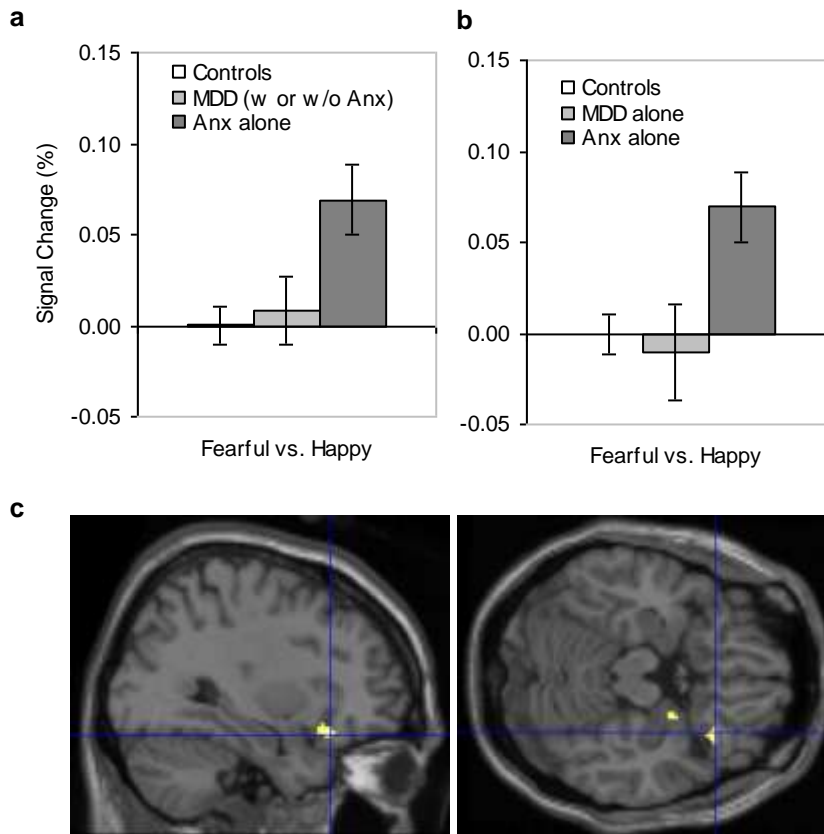 a
0.15
0.10
0.05
0.00
-0.05
Signal Change (%)
Controls
MDD (w or w/o Anx)
Anx alone
Fearful vs. Happy
b
0.15
0.10
0.05
0.00
-0.05
Controls
MDD alone
Anx alone
Fearful vs. Happy
c